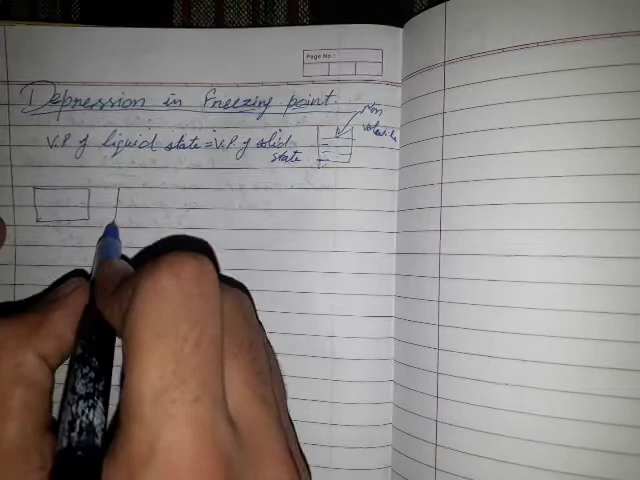 Page No :
Depression in Freezing point
V.P of liquid state = V.P of solid
state
Non
volatile